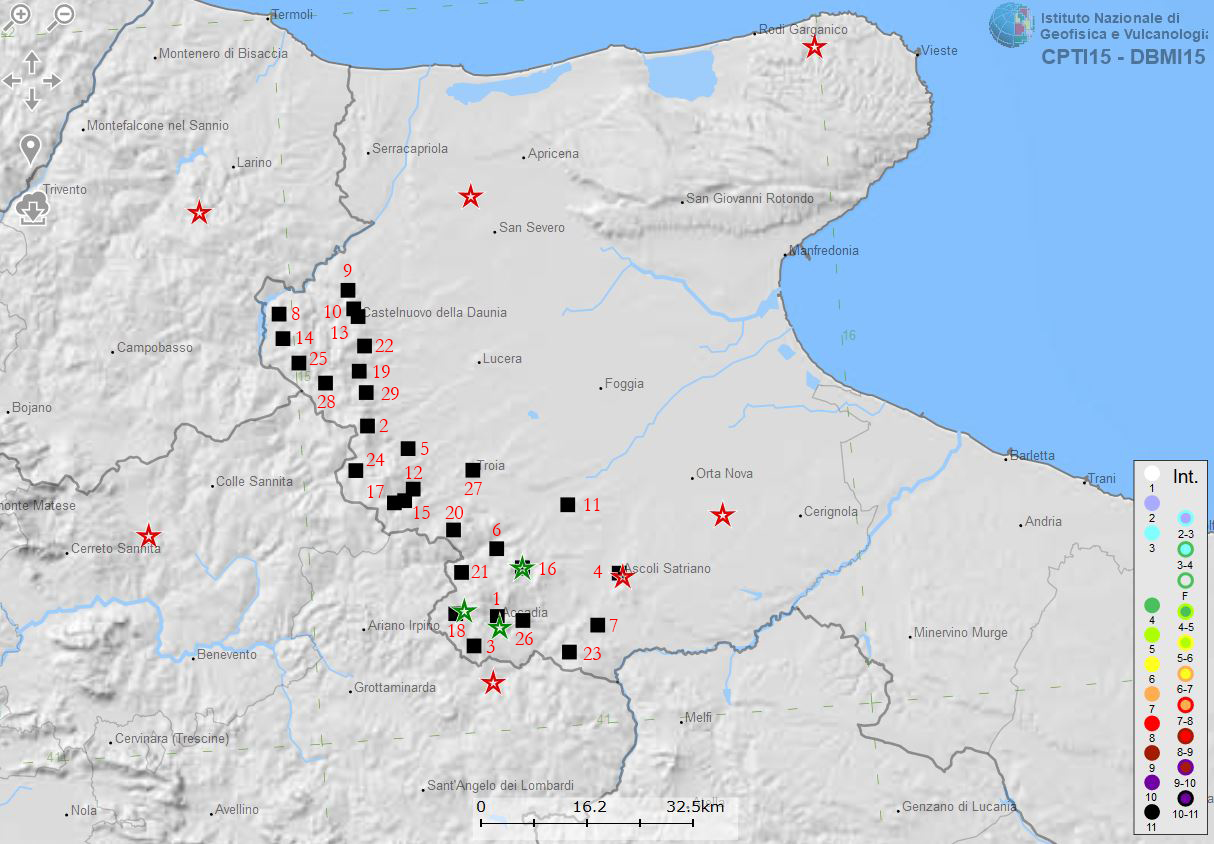 Termoli
Rodi Garganico
Istituto Nazionale di
Geofisica e Vulcanologia
CPTI15 - DBMI15
Vieste
Montenero di Bisaccia
Montefalcone nel Sannio
Serracapriola
Apricena
Larino
Trivento
San Giovanni Rotondo
San Severo
Manfredonia
9
8
10
Castelnuovo della Daunia
13
14
22
Campobasso
25
Lucera
16
19
15
28
29
Foggia
Bojano
2
5
24
12
Troia
Barletta
Orta Nova
Trani
Colle Sannita
17
27
15
20
11
Cerignola
Andria
monte Matese
6
Cerreto Sannita
21
16
4
Ascoli Satriano
1
Accadia
18
Ariano Irpino
26
7
3
23
Minervino Murge
Benevento
Grottaminarda
41
Melfi
Cervinara (Trescine)
41
Sant'Angelo dei Lombardi
Nola
Avellino
Genzano di Lucania
0 16.2 32.5km
Int.
1
2
2-3
3
3-4
F
4
4-5
5
5-6
6
6-7
7
7-8
8
8-9
9
9-10
10
10-11
11